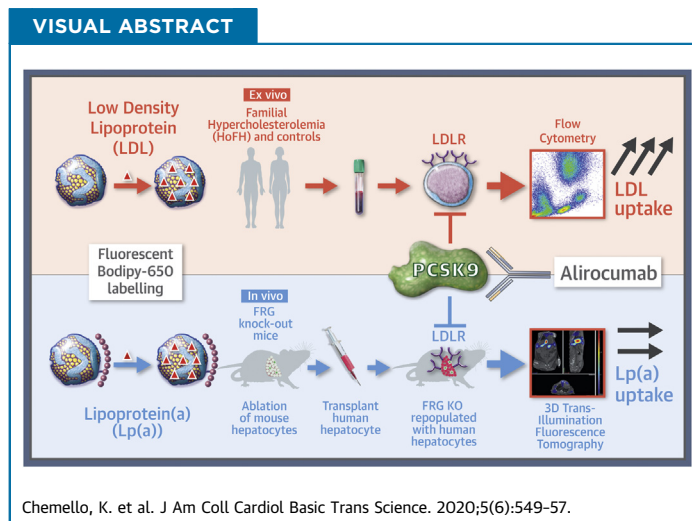 VISUAL ABSTRACT
Low Density
Lipoprotein
(LDL)
Ex vivo
Familial
Hypercholesterolemia
(HoFH) and controls
LDLR
Flow
Cytometry
LDL
uptake
Fluorescent
Bodipy-650
labelling
PCSK9
Alirocumab
In vivo
FRG
knock-out
mice
LDLR
Lp(a)
uptake
Lipoprotein(a)
(Lp(a))
Ablation
of mouse
hepatocytes
Transplant
human
hepatocyte
FRG KO
repopulated
with human
hepatocytes
3D Trans-
Illumination
Fluorescence
Tomography
Chemello, K. et al. J Am Coll Cardiol Basic Trans Science. 2020;5(6):549–57.